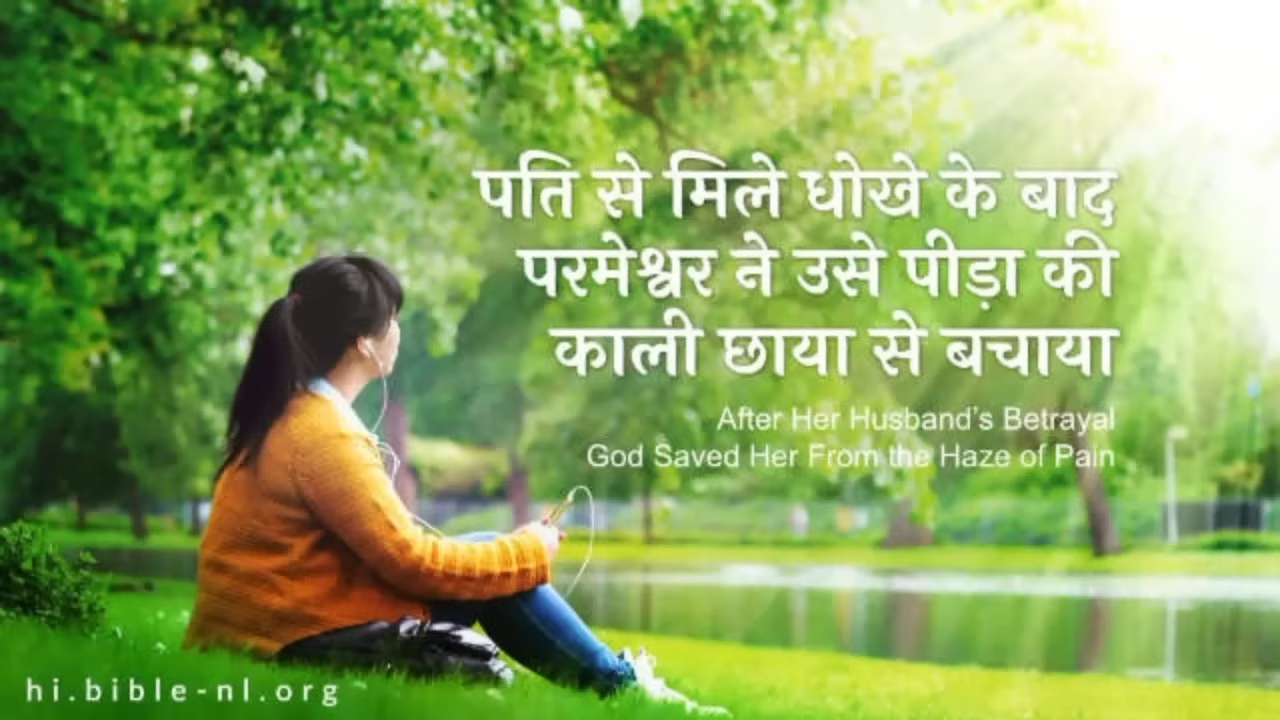 पति से मिले धोखे के बाद
परमेश्वर ने उसे पीड़ा की
काली छाया से बचाया
After Her Husband’s Betrayal
God Saved Her From the Haze of Pain
hi.bible-nl.org